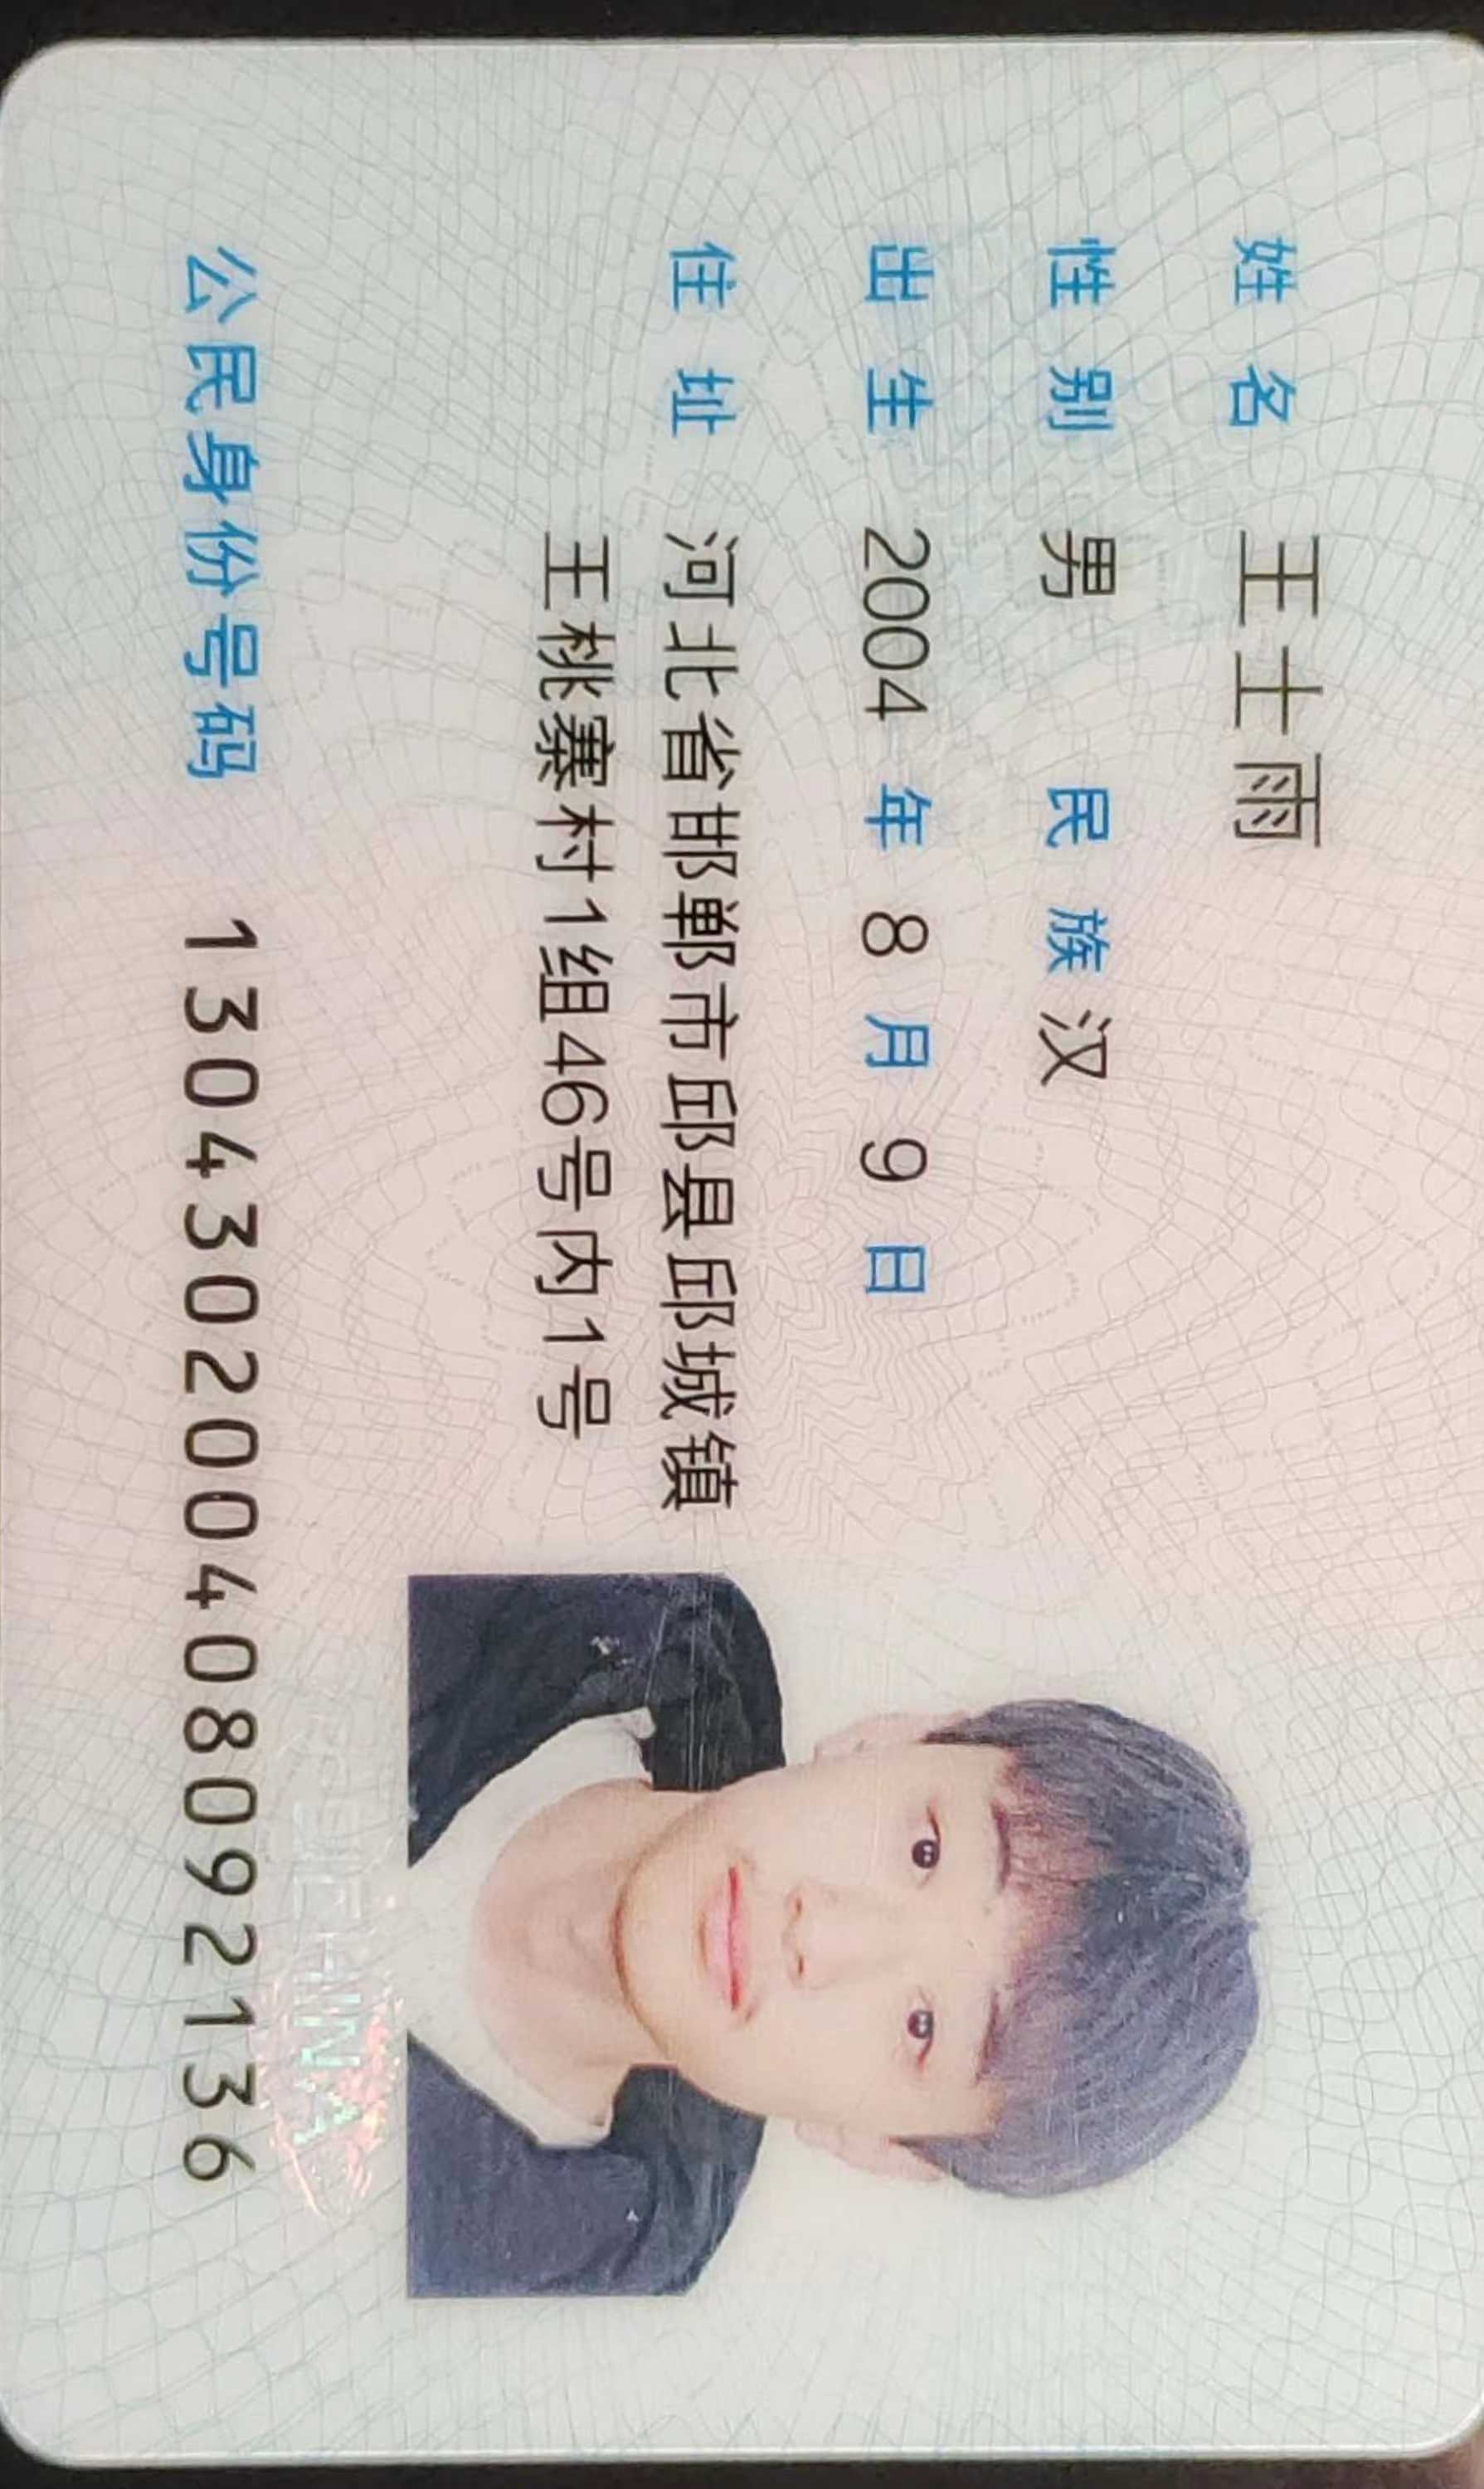 姓名 王士雨
性别 男 民族 汉
出生 2004 年 8 月 9 日
住址 河北省邯郸市邱县邱城镇
王桃寨村1组46号内1号
CHINA
公民身份号码 130430200408092136